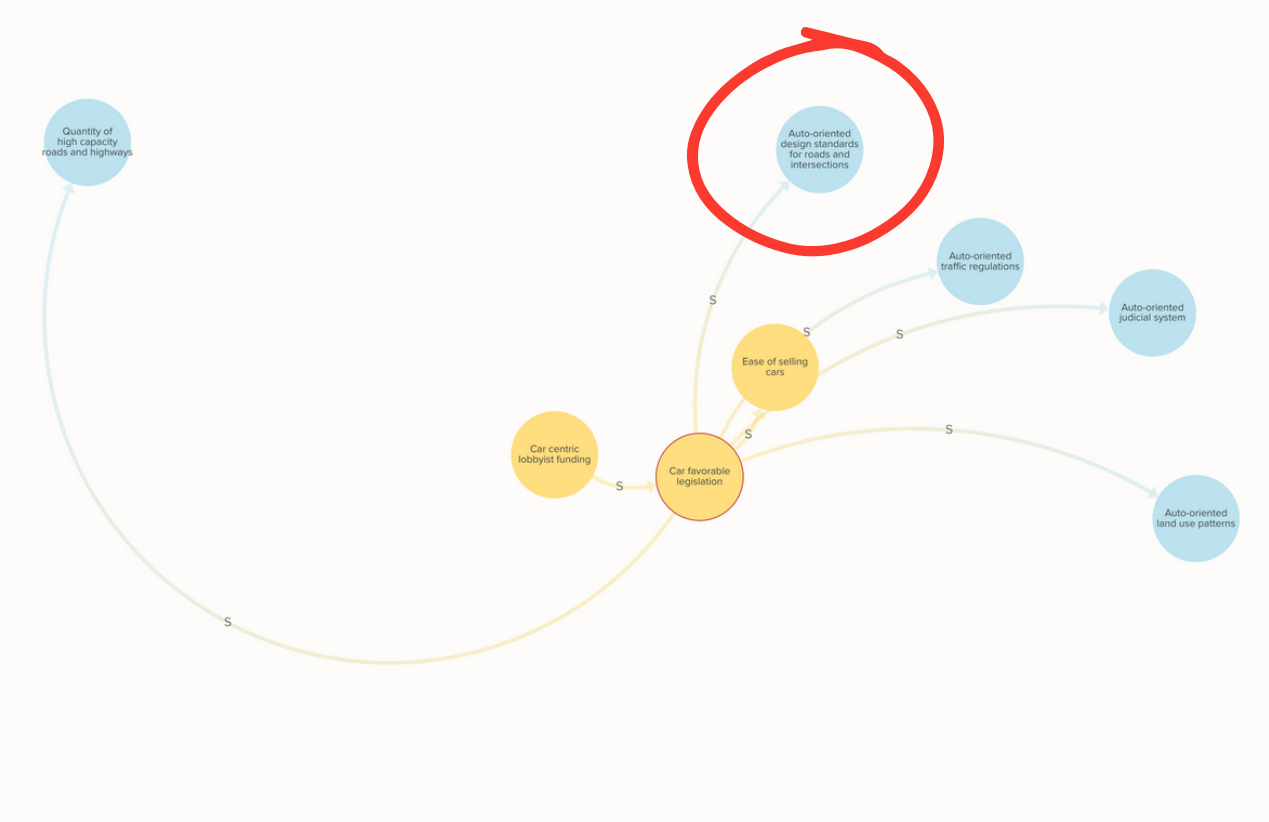 Quantity of
high capacity
roads and highways
Auto-oriented
design standards
for roads and
intersections
Auto-oriented
traffic regulations
Auto-oriented
judicial system
S
S
S
Ease of selling
cars
S
S
Car centric
lobbyist funding
S
Car favorable
legislation
Auto-oriented
land use patterns
S